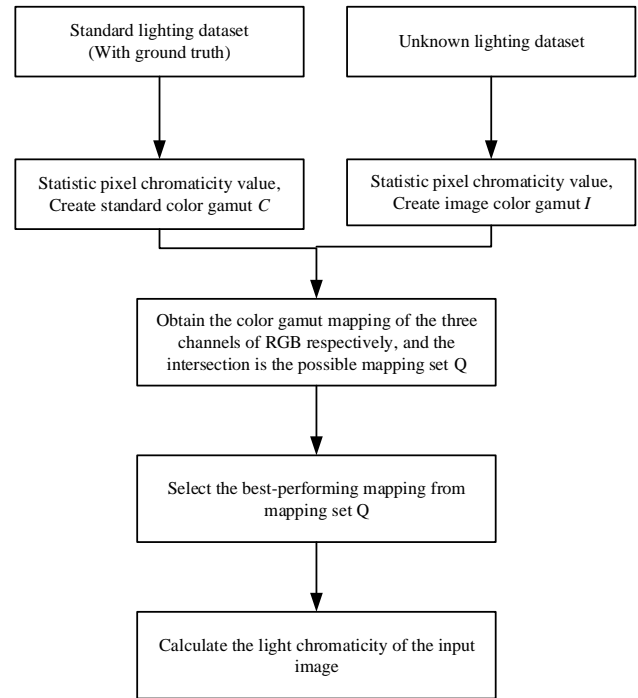 Standard lighting dataset
(With ground truth)
Unknown lighting dataset
Statistic pixel chromaticity value,
Create standard color gamut C
Statistic pixel chromaticity value,
Create image color gamut I
Obtain the color gamut mapping of the three
channels of RGB respectively, and the
intersection is the possible mapping set Q
Select the best-performing mapping from
mapping set Q
Calculate the light chromaticity of the input
image